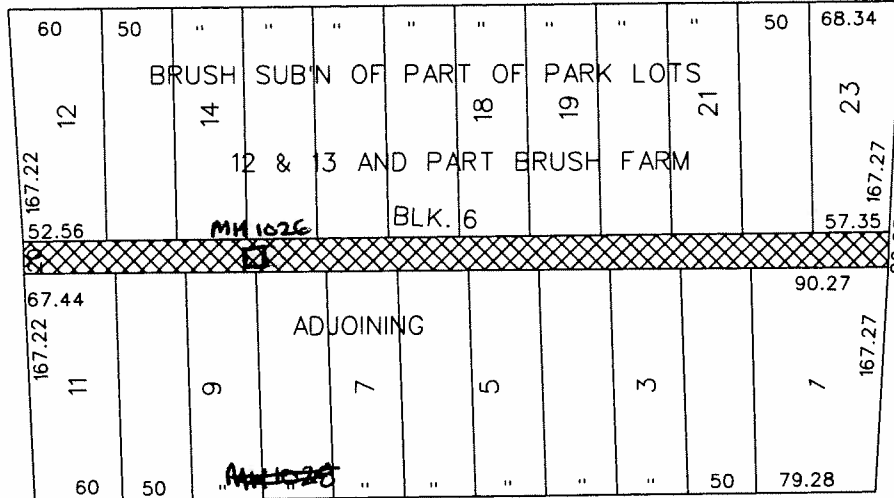 60 50 " " " " " " " " 50 68.34
BRUSH SUB'N OF PART OF PARK LOTS
12 14 18 19 21 23
12 & 13 AND PART BRUSH FARM
167.22 167.27
BLK. 6
MH 1026
52.56 57.35
20
67.44 90.27
ADJOINING
167.22 167.27
11 9 7 5 3 1
MH 1028
60 50 " " " " " " " 50 79.28